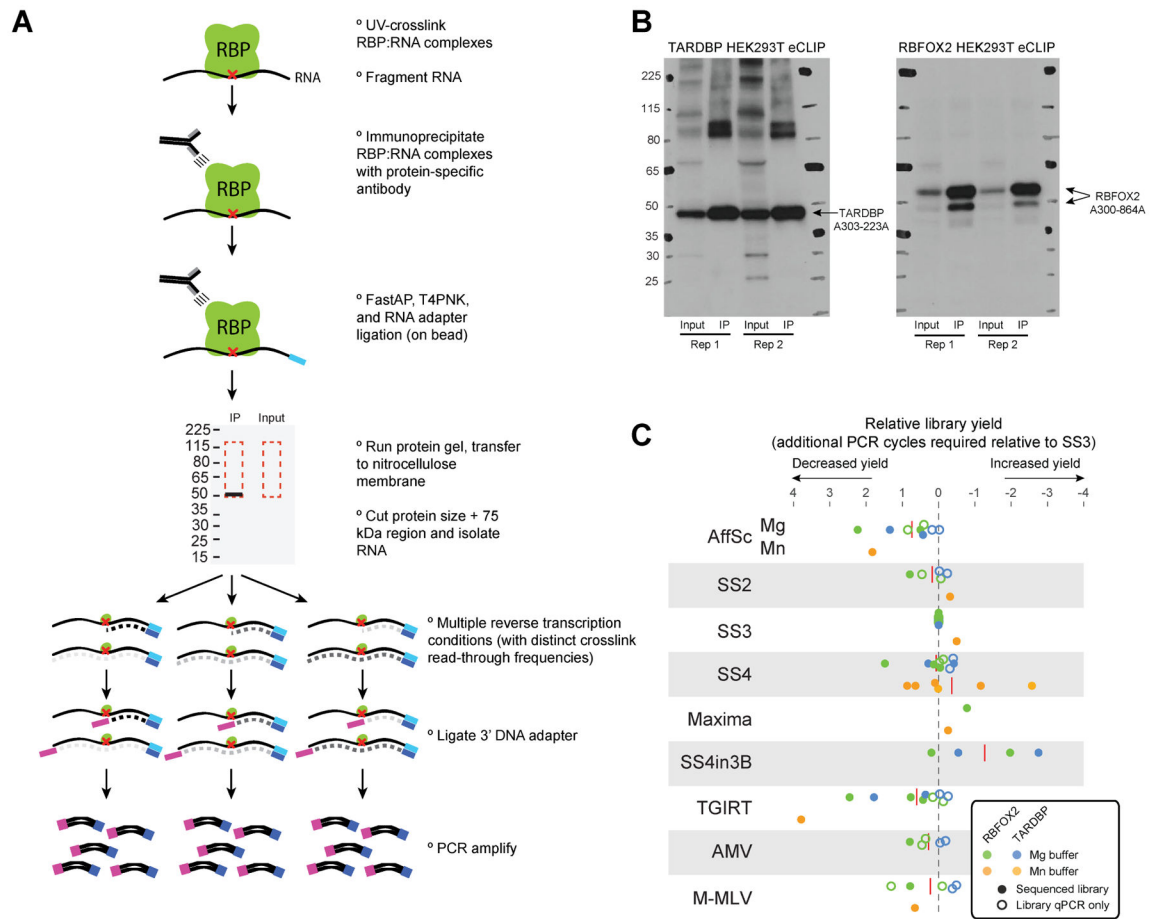 A
RBP
RNA
° UV-crosslink
RBP:RNA complexes
° Fragment RNA
RBP
° Immunoprecipitate
RBP:RNA complexes
with protein-specific
antibody
RBP
° FastAP, T4PNK,
and RNA adapter
ligation (on bead)
IP Input
225
115
80
65
50
35
30
25
15
° Run protein gel, transfer
to nitrocellulose
membrane
° Cut protein size + 75
kDa region and isolate
RNA
° Multiple reverse transcription
conditions (with distinct crosslink
read-through frequencies)
° Ligate 3' DNA adapter
° PCR amplify
B
TARDBP HEK293T eCLIP
225
115
80
65
50
35
30
25
TARDBP
A303-223A
Input IP Input IP
Rep 1 Rep 2
RBFOX2 HEK293T eCLIP
RBFOX2
A300-864A
Input IP Input IP
Rep 1 Rep 2
C
Relative library yield
(additional PCR cycles required relative to SS3)
Decreased yield Increased yield
4 3 2 1 0 -1 -2 -3 -4
AffSc Mg
Mn
SS2
SS3
SS4
Maxima
SS4in3B
TGIRT
AMV
M-MLV
RBFOX2 TARDBP
Mg buffer
Mn buffer
Sequenced library
Library qPCR only